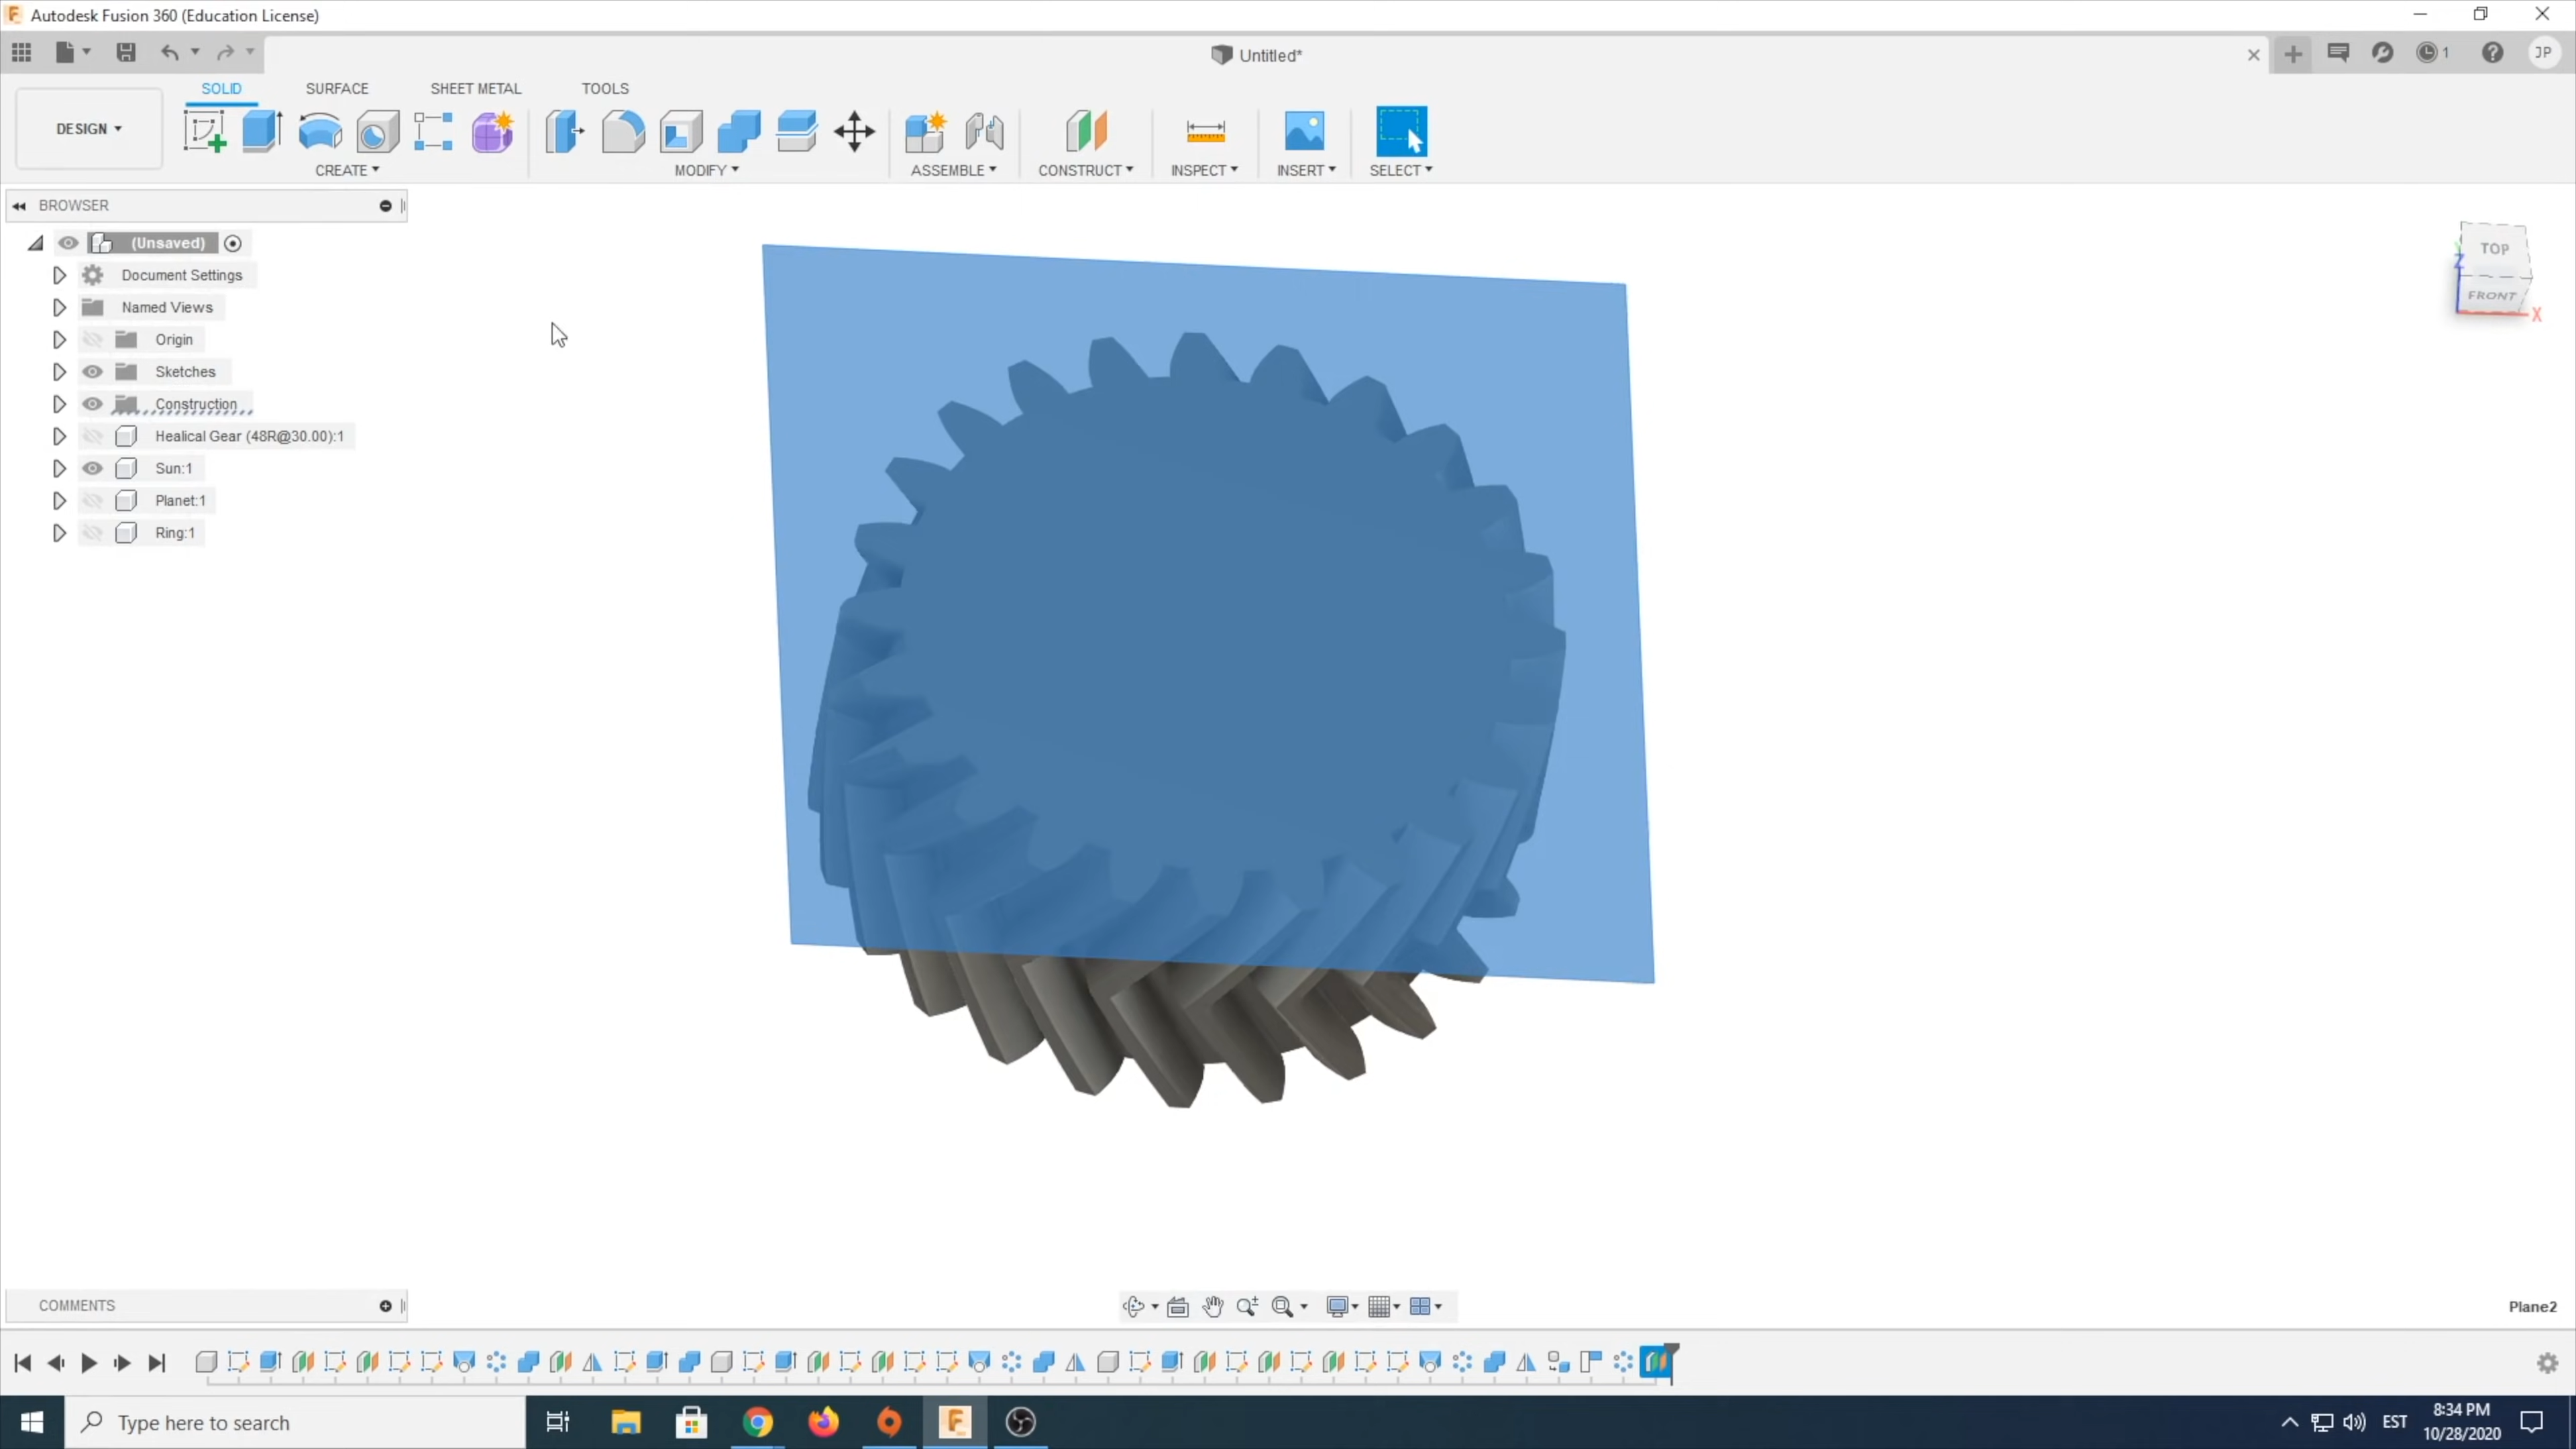 Autodesk Fusion 360 (Education License)
Untitled*
1
JP
DESIGN
SOLID
SURFACE
SHEET METAL
TOOLS
CREATE
MODIFY
ASSEMBLE
CONSTRUCT
INSPECT
INSERT
SELECT
BROWSER
(Unsaved)
Document Settings
Named Views
Origin
Sketches
Construction
Healical Gear (48R@30.00):1
Sun:1
Planet:1
Ring:1
TOP
FRONT
Z
X
COMMENTS
Plane2
Type here to search
EST
8:34 PM
10/28/2020